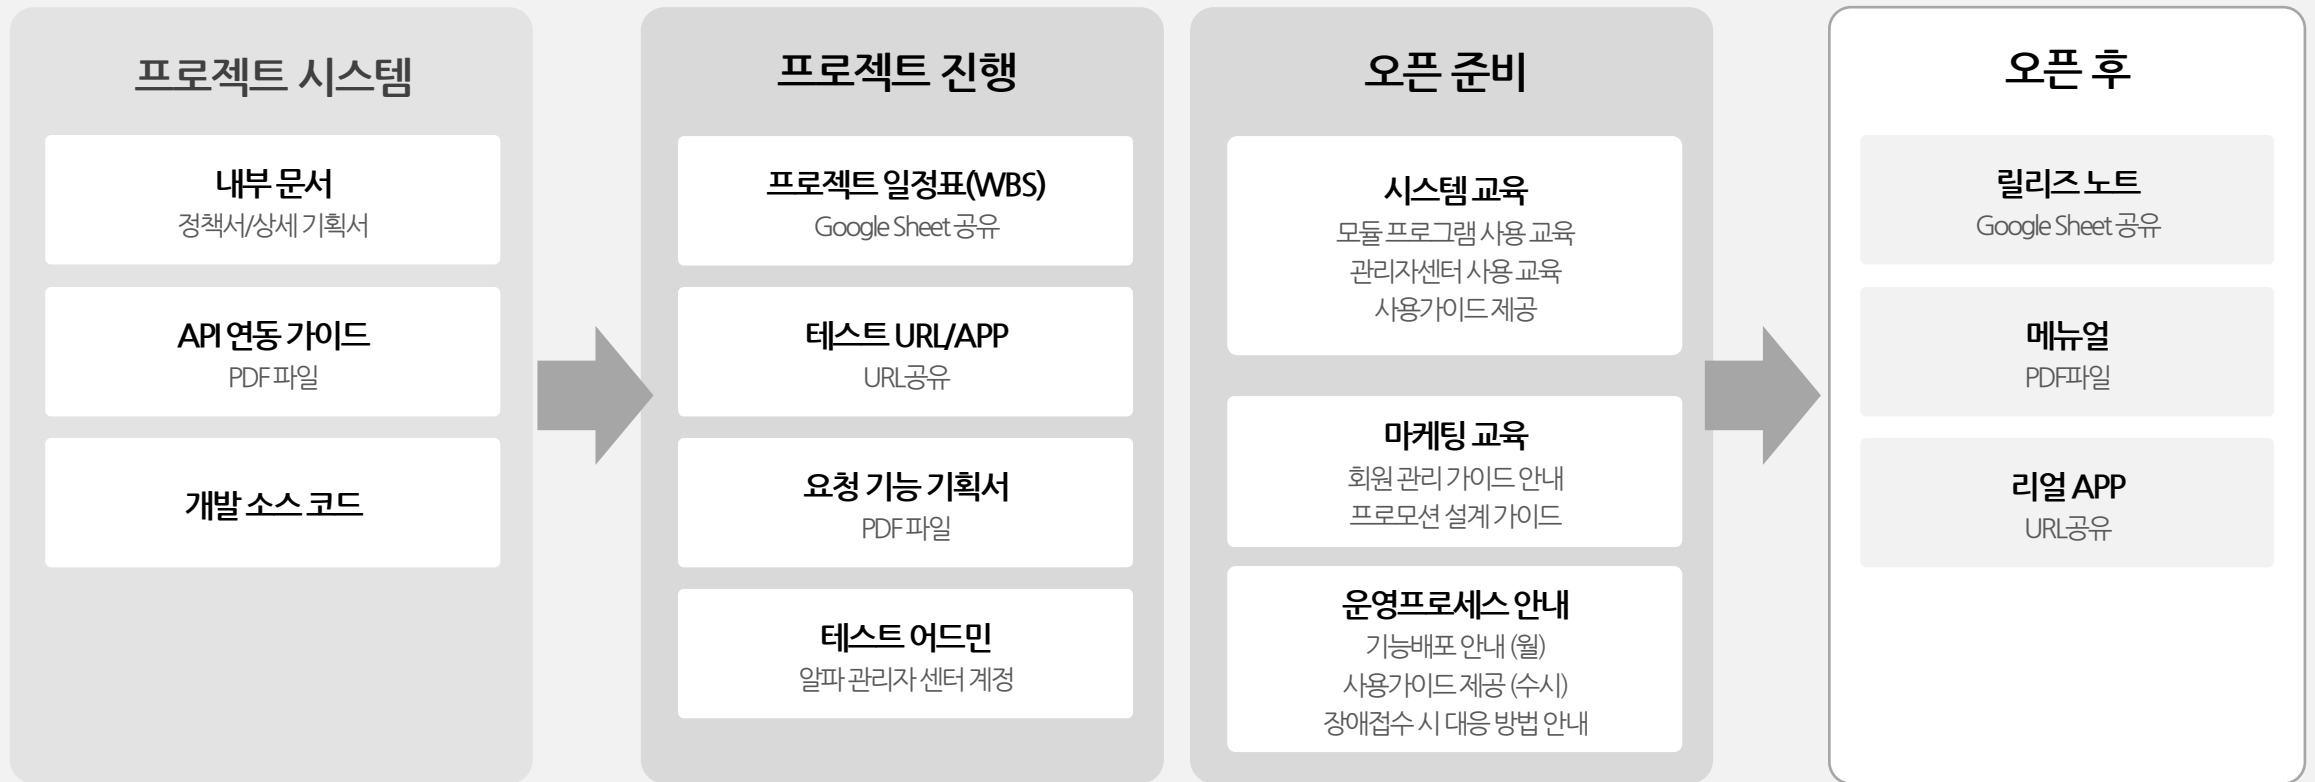 프로젝트 시스템
내부 문서
정책서/상세 기획서
API 연동 가이드
PDF 파일
개발 소스 코드
프로젝트 진행
프로젝트 일정표(WBS)
Google Sheet 공유
테스트 URL/APP
URL공유
요청 기능 기획서
PDF 파일
테스트 어드민
알파 관리자 센터 계정
오픈 준비
시스템 교육
모듈 프로그램 사용 교육
관리자센터 사용 교육
사용가이드 제공
마케팅 교육
회원 관리 가이드 안내
프로모션 설계 가이드
운영프로세스 안내
기능배포 안내 (월)
사용가이드 제공 (수시)
장애접수 시 대응 방법 안내
오픈 후
릴리즈 노트
Google Sheet 공유
메뉴얼
PDF파일
리얼 APP
URL공유